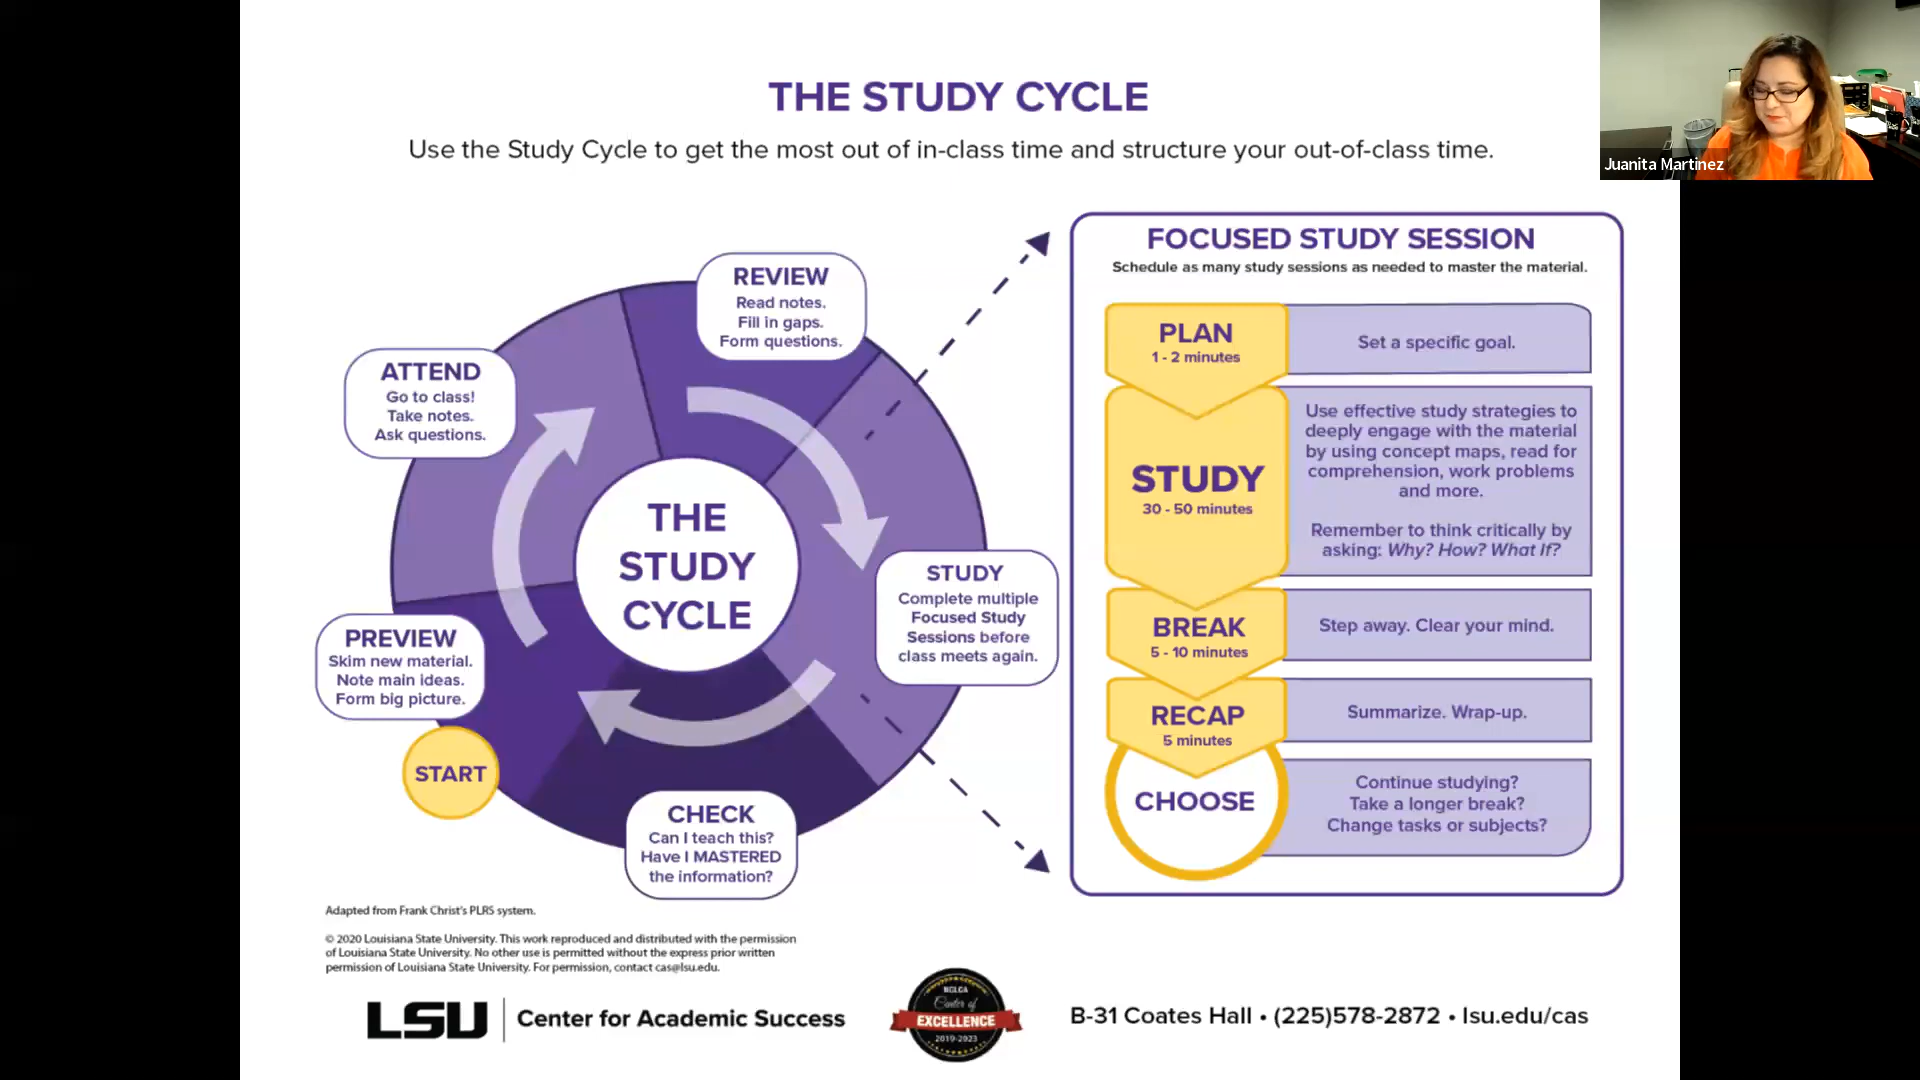 THE STUDY CYCLE
Use the Study Cycle to get the most out of in-class time and structure your out-of-class time.
Juanita Martinez
REVIEW
Read notes.
Fill in gaps.
Form questions.
ATTEND
Go to class!
Take notes.
Ask questions.
THE
STUDY
CYCLE
STUDY
Complete multiple
Focused Study
Sessions before
class meets again.
PREVIEW
Skim new material.
Note main ideas.
Form big picture.
START
CHECK
Can I teach this?
Have I MASTERED
the information?
FOCUSED STUDY SESSION
Schedule as many study sessions as needed to master the material.
PLAN
1 - 2 minutes
Set a specific goal.
STUDY
30 - 50 minutes
Use effective study strategies to
deeply engage with the material
by using concept maps, read for
comprehension, work problems
and more.
Remember to think critically by
asking: Why? How? What If?
BREAK
5 - 10 minutes
Step away. Clear your mind.
RECAP
5 minutes
Summarize. Wrap-up.
CHOOSE
Continue studying?
Take a longer break?
Change tasks or subjects?
Adapted from Frank Christ's PLRS system.
© 2020 Louisiana State University. This work reproduced and distributed with the permission
of Louisiana State University. No other use is permitted without the express prior written
permission of Louisiana State University. For permission, contact cas@lsu.edu.
LSU
Center for Academic Success
NCLCA
Center of
EXCELLENCE
2019-2023
B-31 Coates Hall • (225)578-2872 • lsu.edu/cas